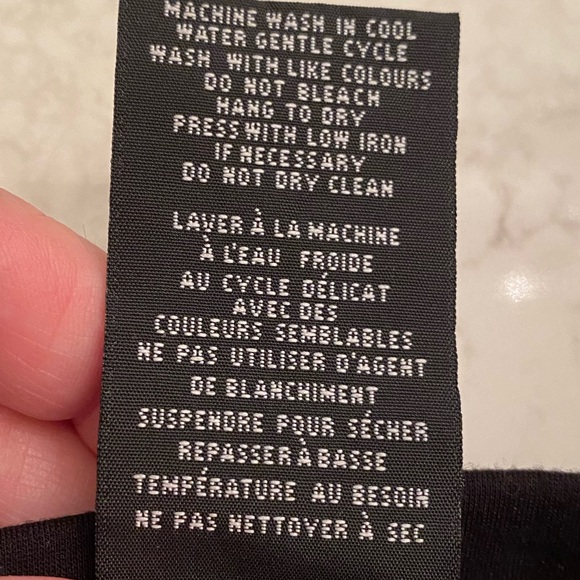 MACHINE WASH IN COOL
WATER GENTLE CYCLE
WASH WITH LIKE COLOURS
DO NOT BLEACH
HANG TO DRY
PRESS WITH LOW IRON
IF NECESSARY
DO NOT DRY CLEAN
LAVER À LA MACHINE
À L'EAU FROIDE
AU CYCLE DÉLICAT
AVEC DES
COULEURS SEMBLABLES
NE PAS UTILISER D'AGENT
DE BLANCHIMENT
SUSPENDRE POUR SÉCHER
REPASSER À BASSE
TEMPÉRATURE AU BESOIN
NE PAS NETTOYER À SEC